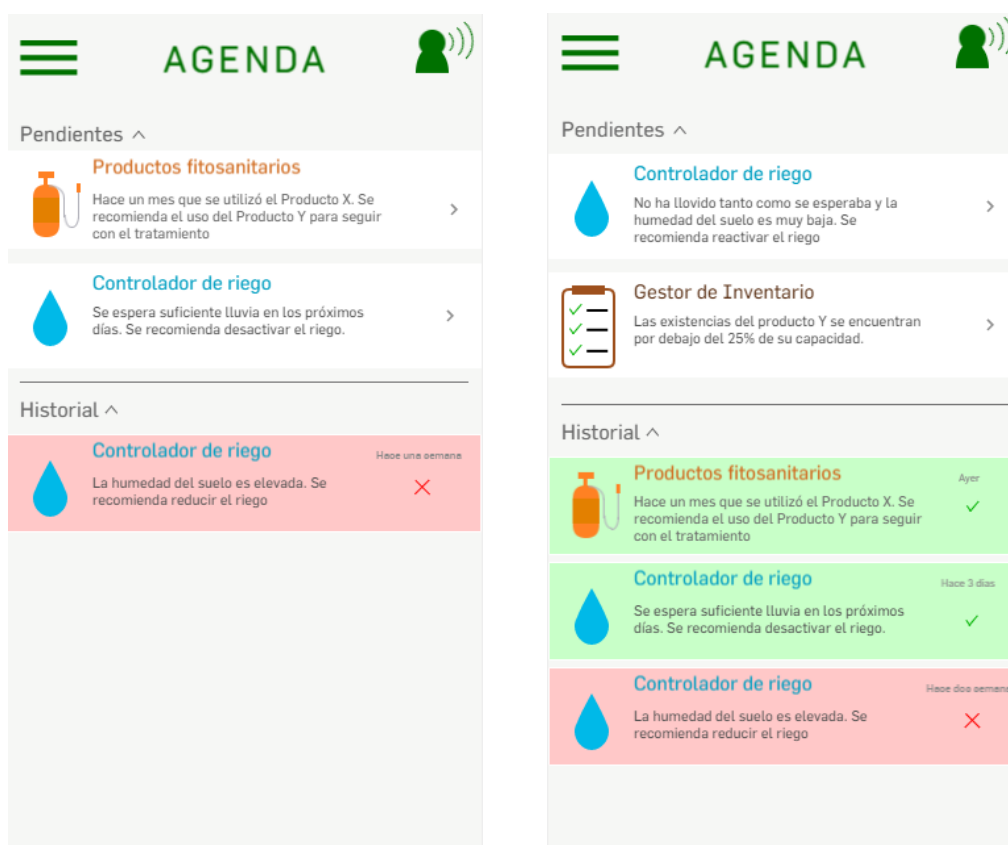 AGENDA
Pendientes
Productos fitosanitarios
Hace un mes que se utilizó el Producto X. Se
recomienda el uso del Producto Y para seguir
con el tratamiento
Controlador de riego
Se espera suficiente lluvia en los próximos
días. Se recomienda desactivar el riego.
Historial
Controlador de riego
Hace una semana
La humedad del suelo es elevada. Se
recomienda reducir el riego
AGENDA
Pendientes
Controlador de riego
No ha llovido tanto como se esperaba y la
humedad del suelo es muy baja. Se
recomienda reactivar el riego
Gestor de Inventario
Las existencias del producto Y se encuentran
por debajo del 25% de su capacidad.
Historial
Productos fitosanitarios
Ayer
Hace un mes que se utilizó el Producto X. Se
recomienda el uso del Producto Y para seguir
con el tratamiento
Controlador de riego
Hace 3 días
Se espera suficiente lluvia en los próximos
días. Se recomienda desactivar el riego.
Controlador de riego
Hace dos semana
La humedad del suelo es elevada. Se
recomienda reducir el riego